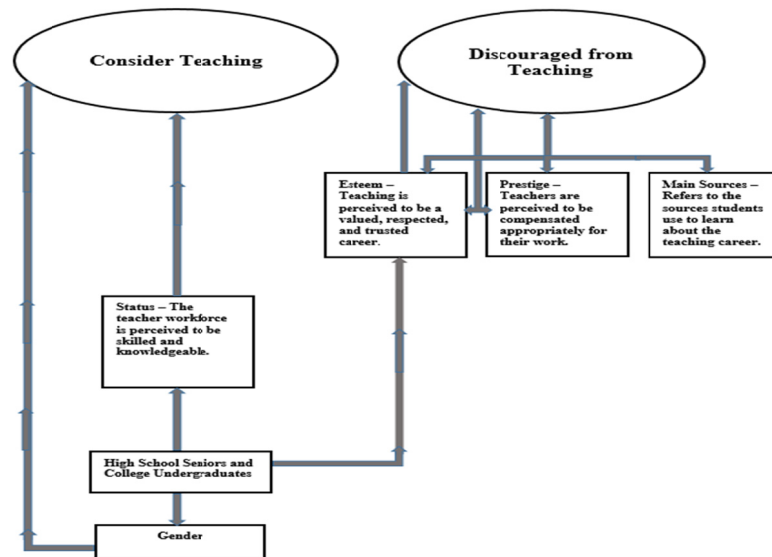 Consider Teaching
Discouraged from
Teaching
Esteem –
Teaching is
perceived to be a
valued, respected,
and trusted
career.
Prestige –
Teachers are
perceived to be
compensated
appropriately for
their work.
Main Sources –
Refers to the
sources students
use to learn
about the
teaching career.
Status – The
teacher workforce
is perceived to be
skilled and
knowledgeable.
High School Seniors and
College Undergraduates
Gender